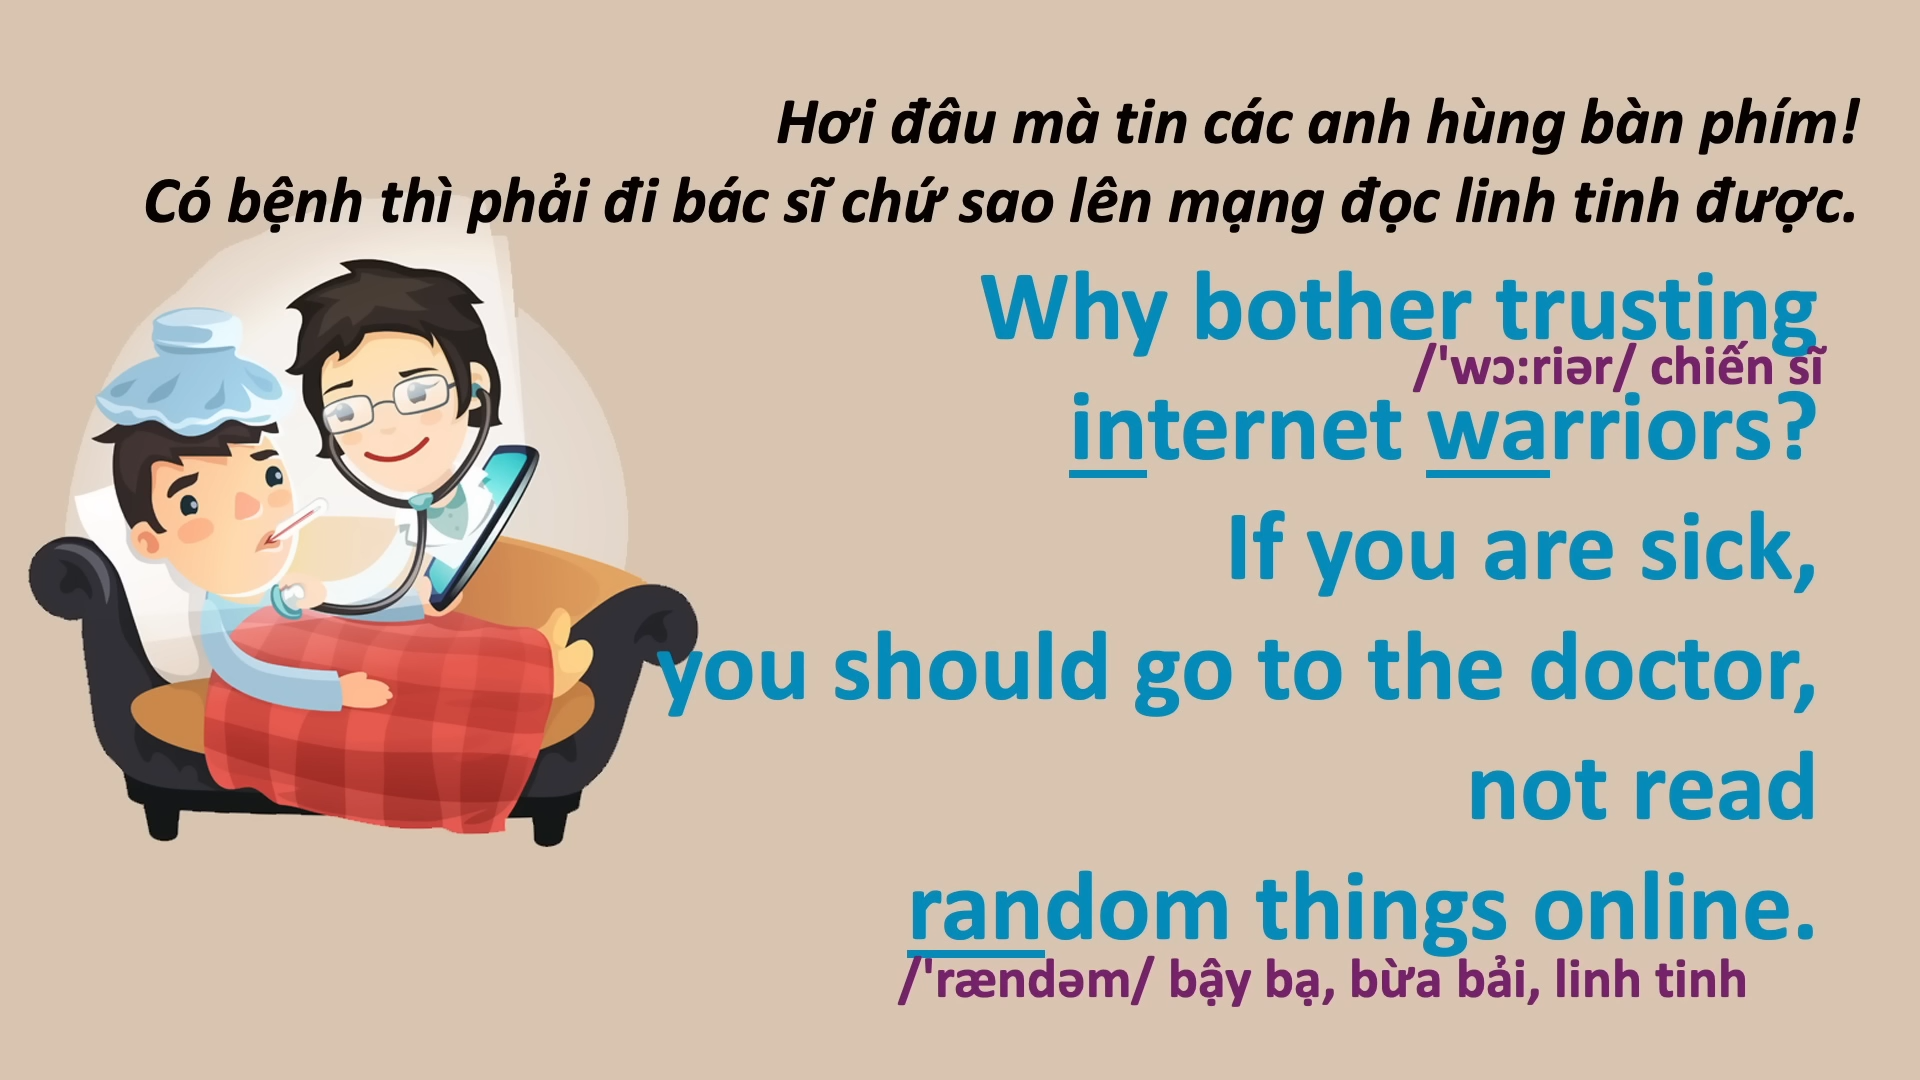 Hơi đâu mà tin các anh hùng bàn phím!
Có bệnh thì phải đi bác sĩ chứ sao lên mạng đọc linh tinh được.
Why bother trusting
/'wɔ:riər/ chiến sĩ
internet warriors?
If you are sick,
you should go to the doctor,
not read
random things online.
/'rændəm/ bậy bạ, bừa bải, linh tinh